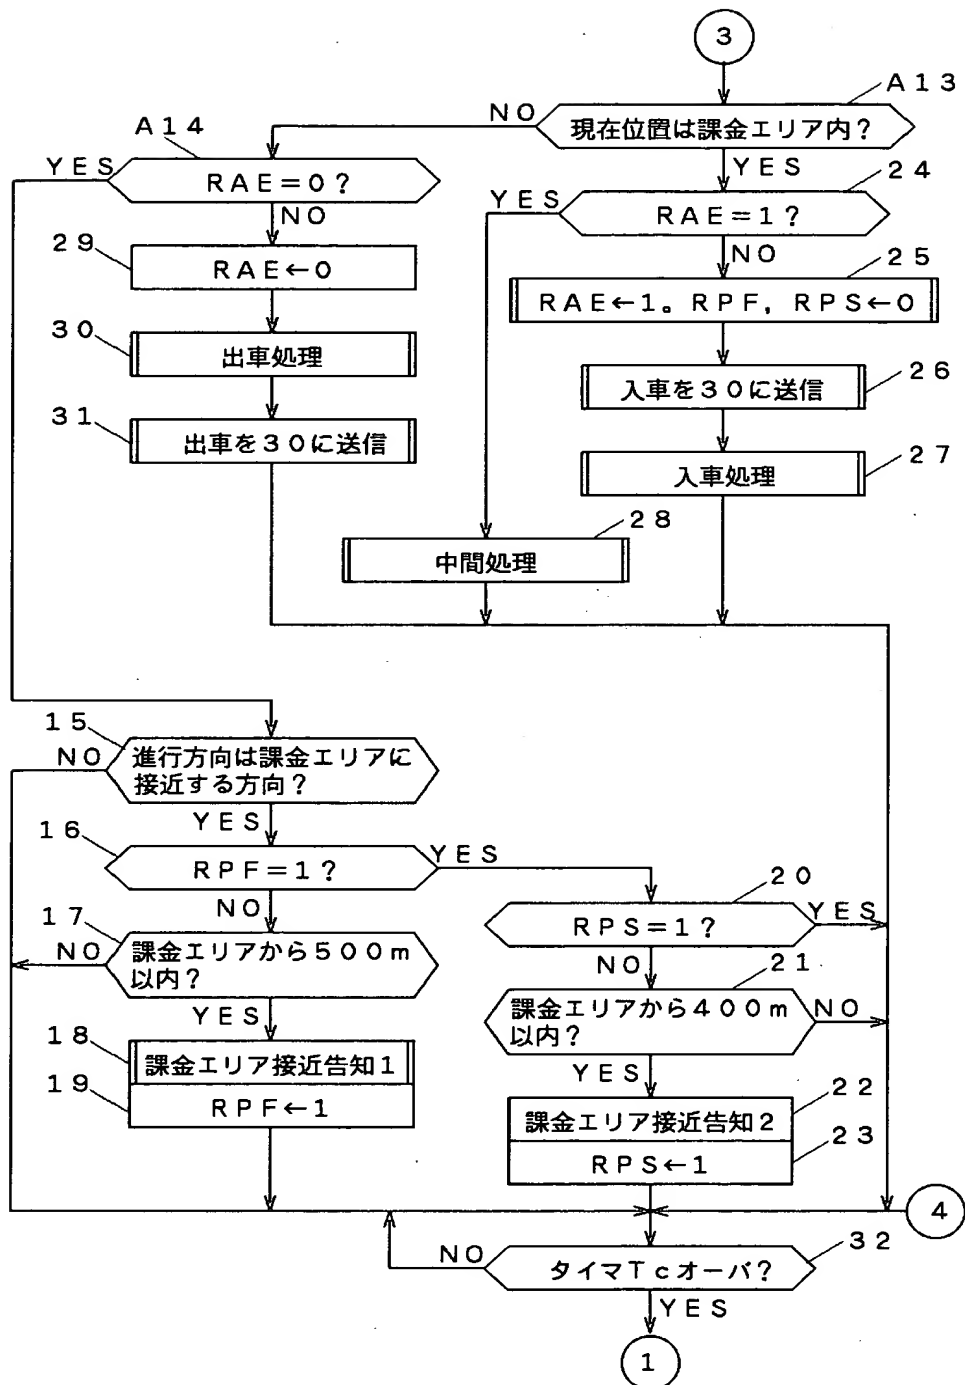 3
A13
現在位置は課金エリア内？
NO
YES
A14
RAE＝0？
YES
NO
24
RAE＝1？
YES
NO
29
RAE←0
25
RAE←1。RPF，RPS←0
30
出車処理
26
入車を30に送信
31
出車を30に送信
27
入車処理
28
中間処理
15
進行方向は課金エリアに
接近する方向？
NO
YES
16
RPF＝1？
YES
NO
20
RPS＝1？
YES
NO
17
課金エリアから500m
以内？
NO
YES
21
課金エリアから400m
以内？
NO
YES
18
課金エリア接近告知1
19
RPF←1
22
課金エリア接近告知2
23
RPS←1
4
32
タイマTcオーバ？
NO
YES
1